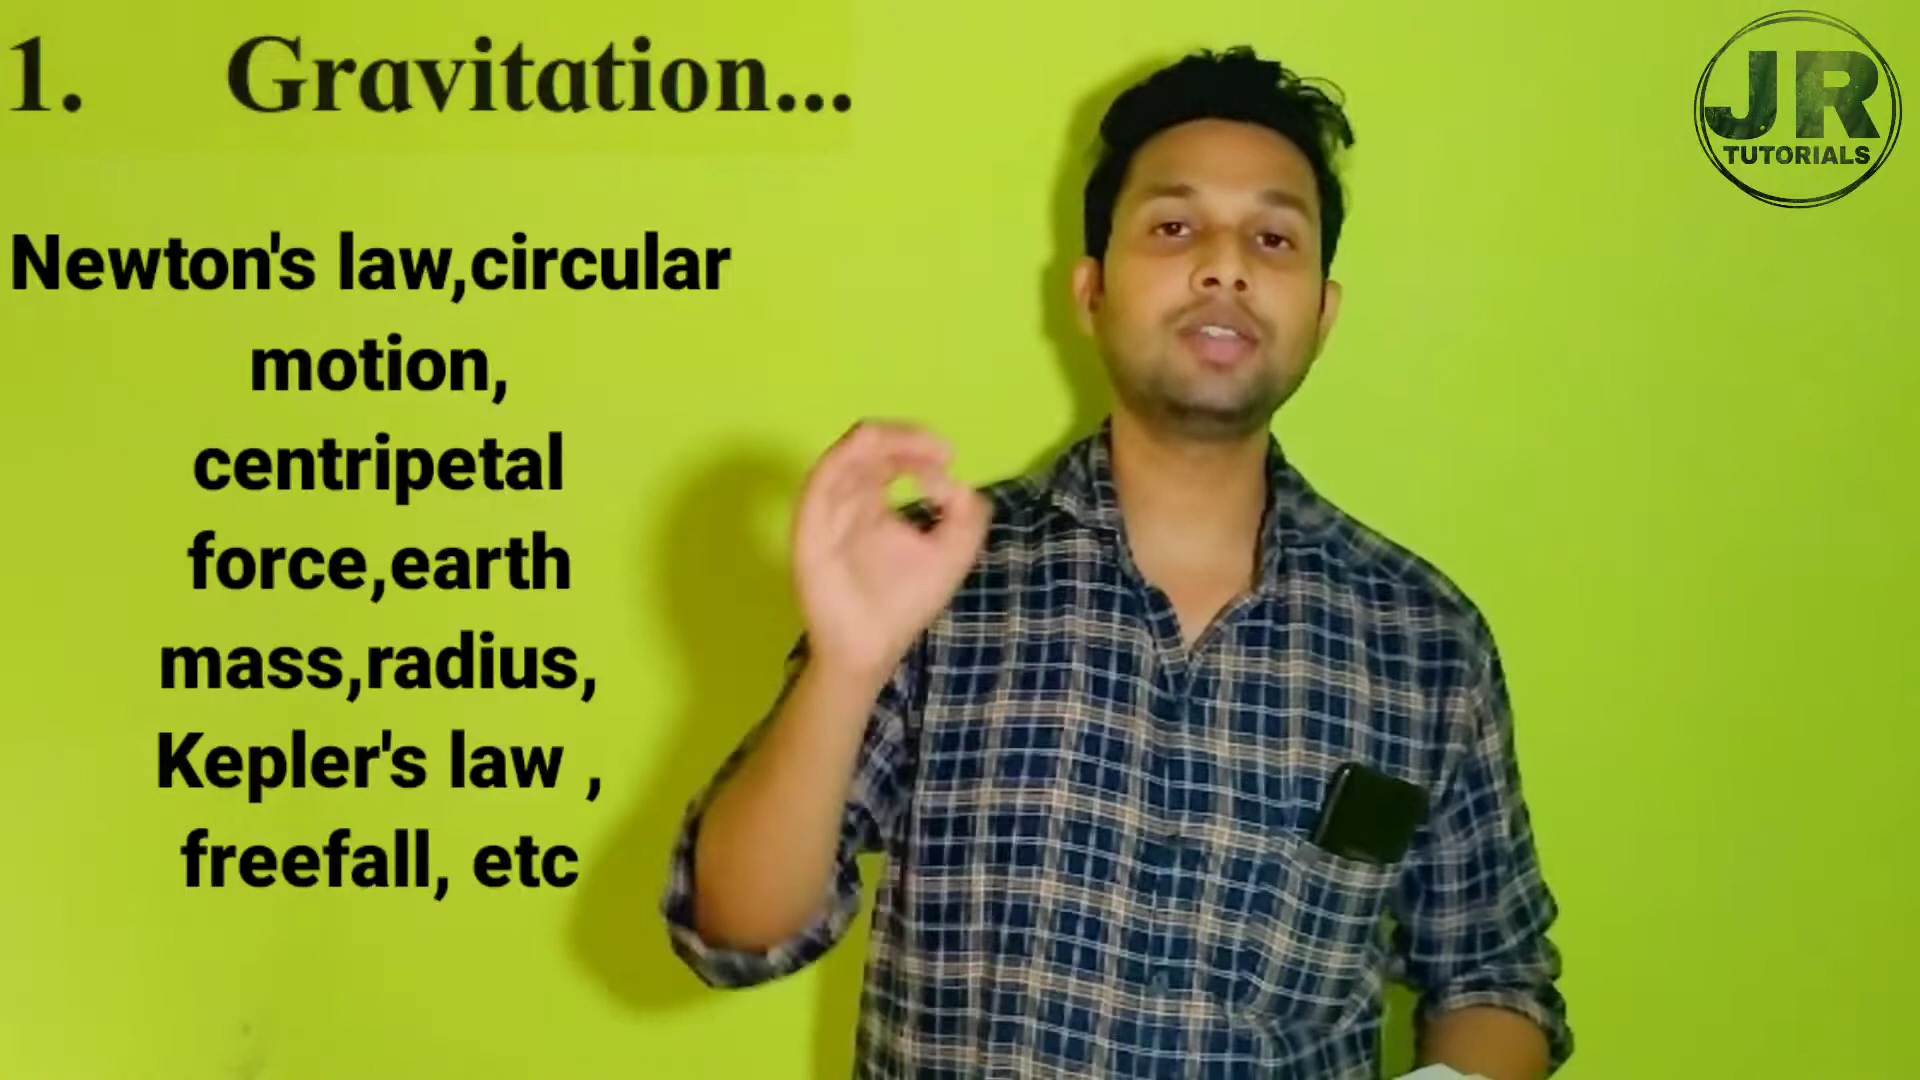 1. Gravitation...
JR
TUTORIALS
Newton's law,circular
motion,
centripetal
force,earth
mass,radius,
Kepler's law ,
freefall, etc